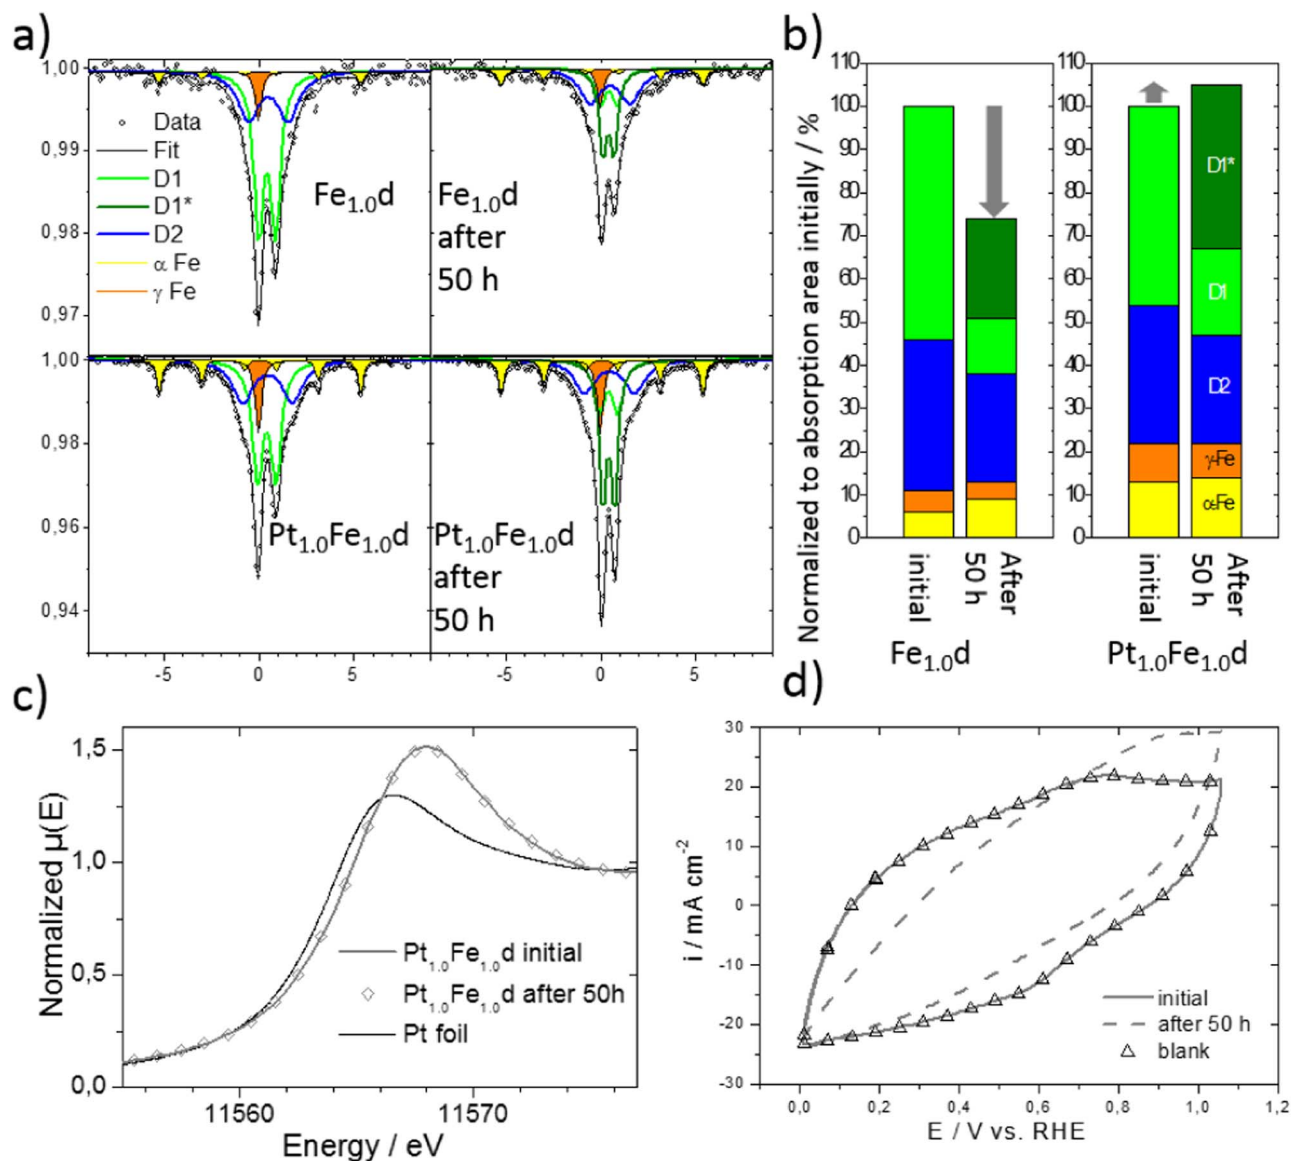 a)
1,00
0,99
0,98
0,97
Data
Fit
D1
D1*
D2
α Fe
γ Fe
Fe1.0d
Fe1.0d
after
50 h
1,00
0,98
0,96
0,94
Pt1.0Fe1.0d
Pt1.0Fe1.0d
after
50 h
-5 0 5 -5 0 5
b)
Normalized to absorption area initially / %
110
100
90
80
70
60
50
40
30
20
10
0
initial
After
50 h
Fe1.0d
110
100
90
80
70
60
50
40
30
20
10
0
D1*
D1
D2
γ-Fe
α-Fe
initial
After
50 h
Pt1.0Fe1.0d
c)
Normalized μ(E)
1,5
1,0
0,5
0,0
Pt1.0Fe1.0d initial
Pt1.0Fe1.0d after 50h
Pt foil
11560 11570
Energy / eV
d)
i / mA cm-2
30
20
10
0
-10
-20
-30
initial
after 50 h
blank
0,0 0,2 0,4 0,6 0,8 1,0 1,2
E / V vs. RHE